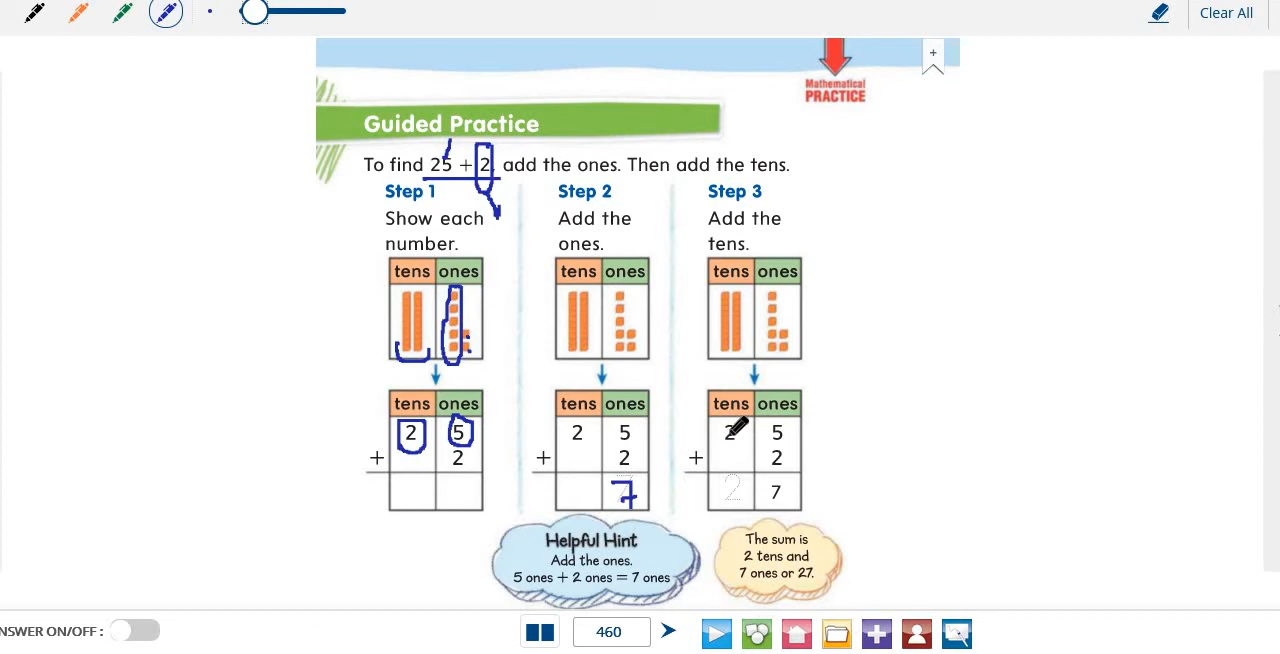 Clear All
+
Mathematical
PRACTICE
Guided Practice
To find 25 + 2, add the ones. Then add the tens.
Step 1
Show each
number.
tens ones
tens ones
2 5
+ 2
Step 2
Add the
ones.
tens ones
tens ones
2 5
+ 2
7
Step 3
Add the
tens.
tens ones
tens ones
2 5
+ 2
2 7
Helpful Hint
Add the ones.
5 ones + 2 ones = 7 ones
The sum is
2 tens and
7 ones or 27.
NSWER ON/OFF :
460